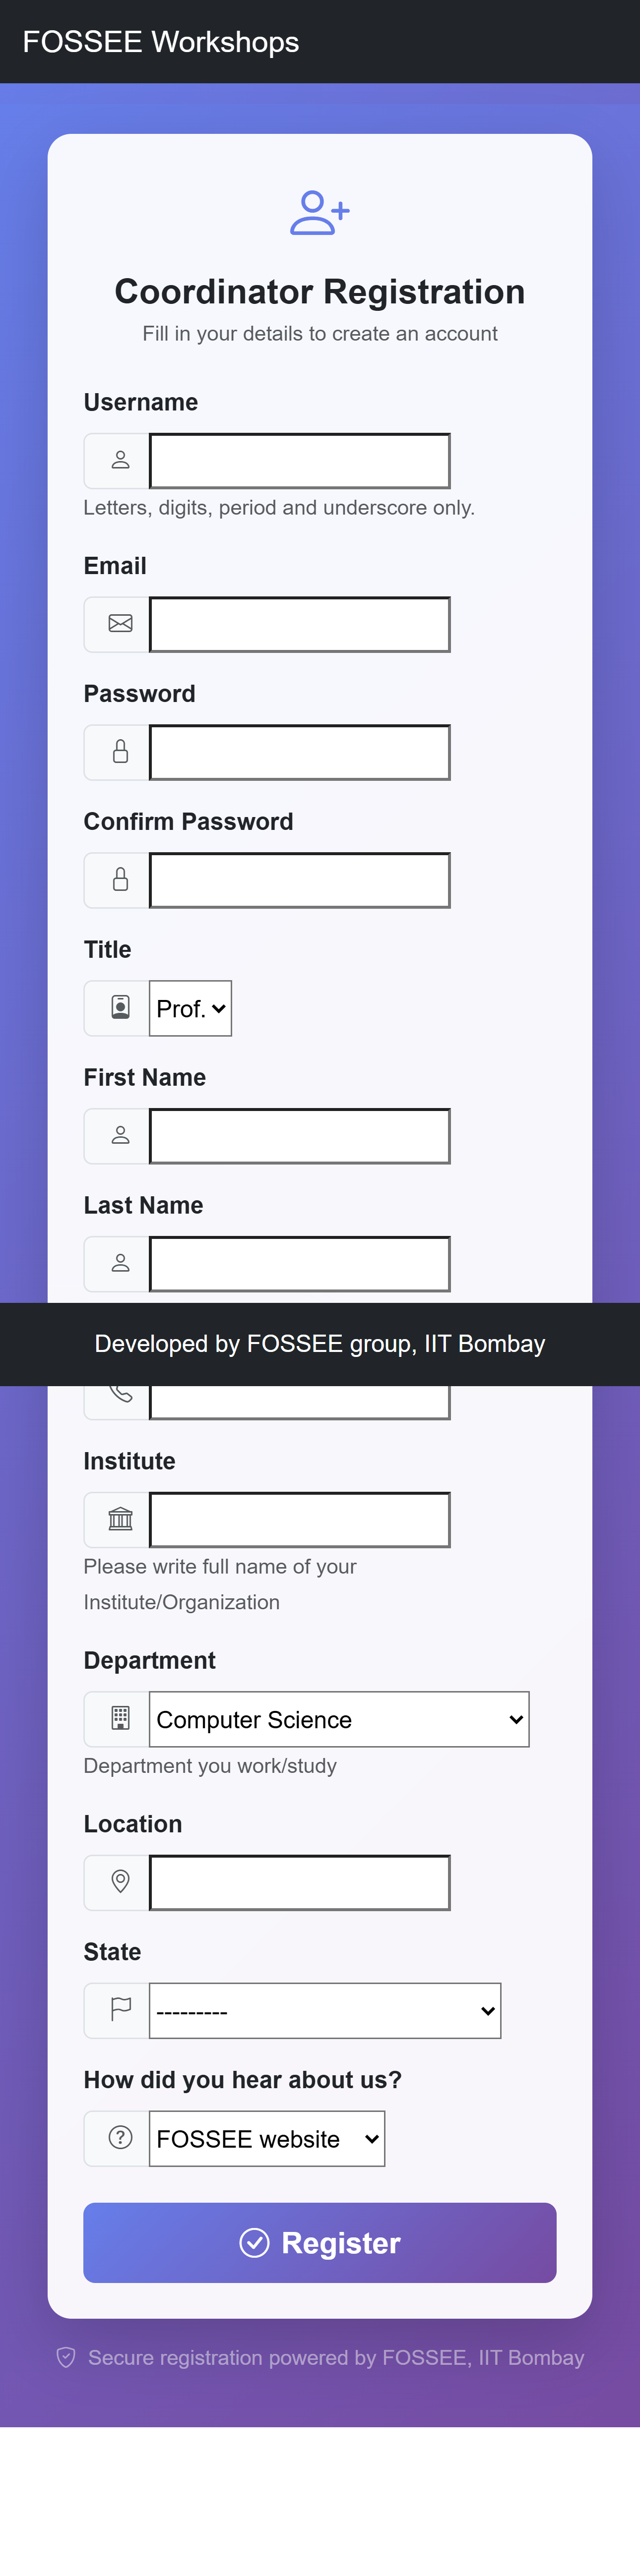 FOSSEE Workshops
Coordinator Registration
Fill in your details to create an account
Username
Letters, digits, period and underscore only.
Email
Password
Confirm Password
Title
Prof.
First Name
Last Name
Developed by FOSSEE group, IIT Bombay
Institute
Please write full name of your
Institute/Organization
Department
Computer Science
Department you work/study
Location
State
---------
How did you hear about us?
FOSSEE website
Register
Secure registration powered by FOSSEE, IIT Bombay